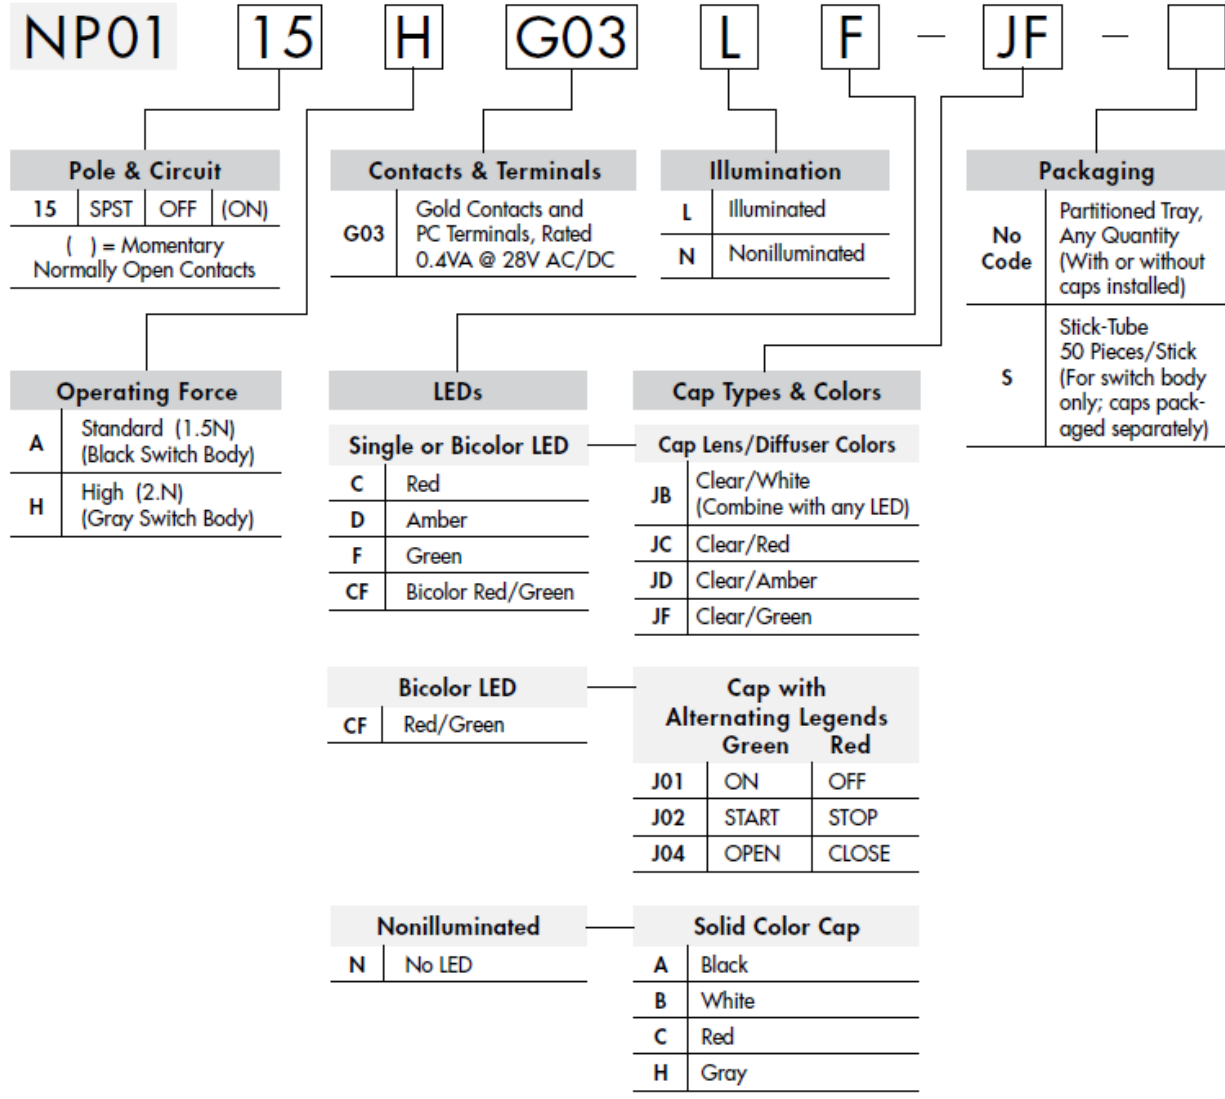 NP01 15 H G03 L F – JF –
Pole & Circuit
15 SPST OFF (ON)
( ) = Momentary
Normally Open Contacts
Contacts & Terminals
G03 Gold Contacts and
PC Terminals, Rated
0.4VA @ 28V AC/DC
Illumination
L Illuminated
N Nonilluminated
Packaging
No
Code
Partitioned Tray,
Any Quantity
(With or without
caps installed)
S
Stick-Tube
50 Pieces/Stick
(For switch body
only; caps pack-
aged separately)
Operating Force
A Standard (1.5N)
(Black Switch Body)
H High (2.N)
(Gray Switch Body)
LEDs
Single or Bicolor LED
C Red
D Amber
F Green
CF Bicolor Red/Green
Cap Types & Colors
Cap Lens/Diffuser Colors
JB Clear/White
(Combine with any LED)
JC Clear/Red
JD Clear/Amber
JF Clear/Green
Bicolor LED
CF Red/Green
Cap with
Alternating Legends
Green Red
J01 ON OFF
J02 START STOP
J04 OPEN CLOSE
Nonilluminated
N No LED
Solid Color Cap
A Black
B White
C Red
H Gray